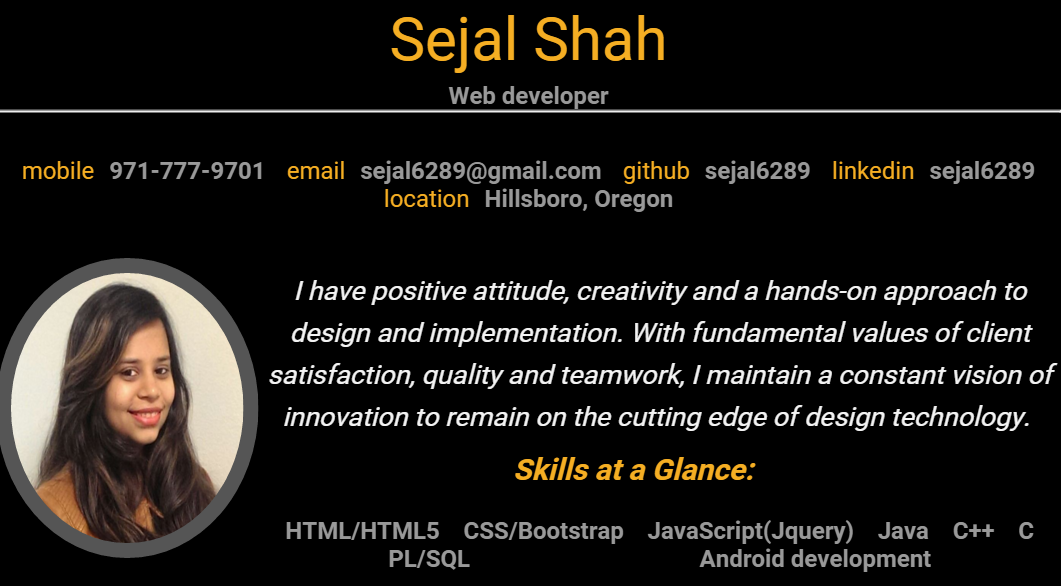 Sejal Shah
Web developer
mobile 971-777-9701 email sejal6289@gmail.com github sejal6289 linkedin sejal6289
location Hillsboro, Oregon
I have positive attitude, creativity and a hands-on approach to
design and implementation. With fundamental values of client
satisfaction, quality and teamwork, I maintain a constant vision of
innovation to remain on the cutting edge of design technology.
Skills at a Glance:
HTML/HTML5 CSS/Bootstrap JavaScript(Jquery) Java C++ C
PL/SQL Android development